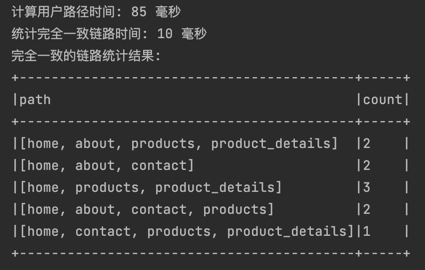 计算用户路径时间: 85 毫秒
统计完全一致链路时间: 10 毫秒
完全一致的链路统计结果:
+------------------------------------------+-----+
|path                                      |count|
+------------------------------------------+-----+
|[home, about, products, product_details]  |2    |
|[home, about, contact]                    |2    |
|[home, products, product_details]         |3    |
|[home, about, contact, products]          |2    |
|[home, contact, products, product_details]|1    |
+------------------------------------------+-----+